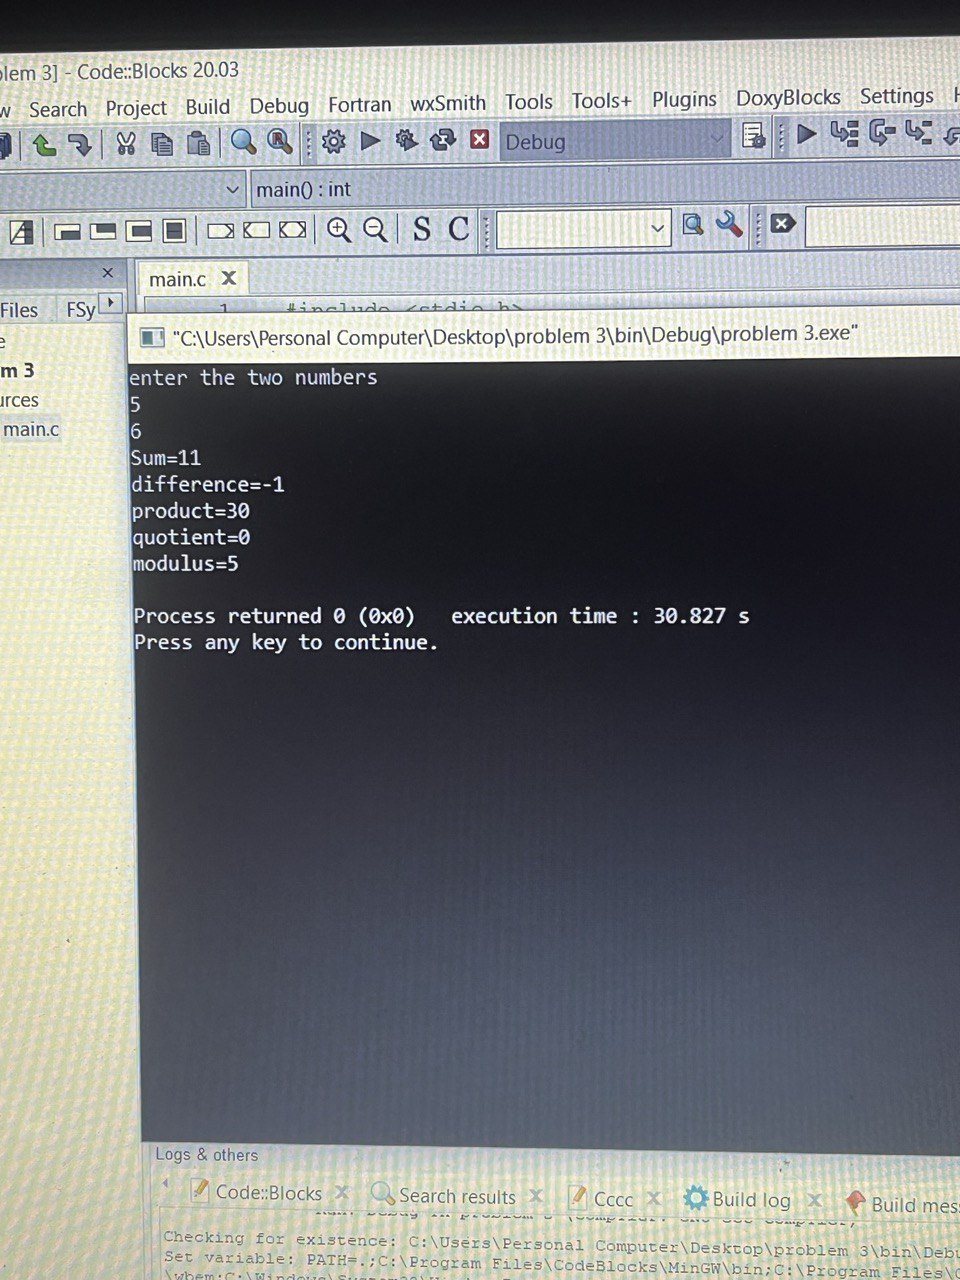 lem 3] - Code::Blocks 20.03
w Search Project Build Debug Fortran wxSmith Tools Tools+ Plugins DoxyBlocks Settings
Debug
main() : int
S C
main.c X
Files FSy
1 #include <stdio.h>
"C:\Users\Personal Computer\Desktop\problem 3\bin\Debug\problem 3.exe"
m 3
urces
main.c
enter the two numbers
5
6
Sum=11
difference=-1
product=30
quotient=0
modulus=5
Process returned 0 (0x0) execution time : 30.827 s
Press any key to continue.
Logs & others
Code::Blocks X Search results X Cccc X Build log X Build mes
Checking for existence: C:\Users\Personal Computer\Desktop\problem 3\bin\Debu
Set variable: PATH=.;C:\Program Files\CodeBlocks\MinGW\bin;C:\Program Files\